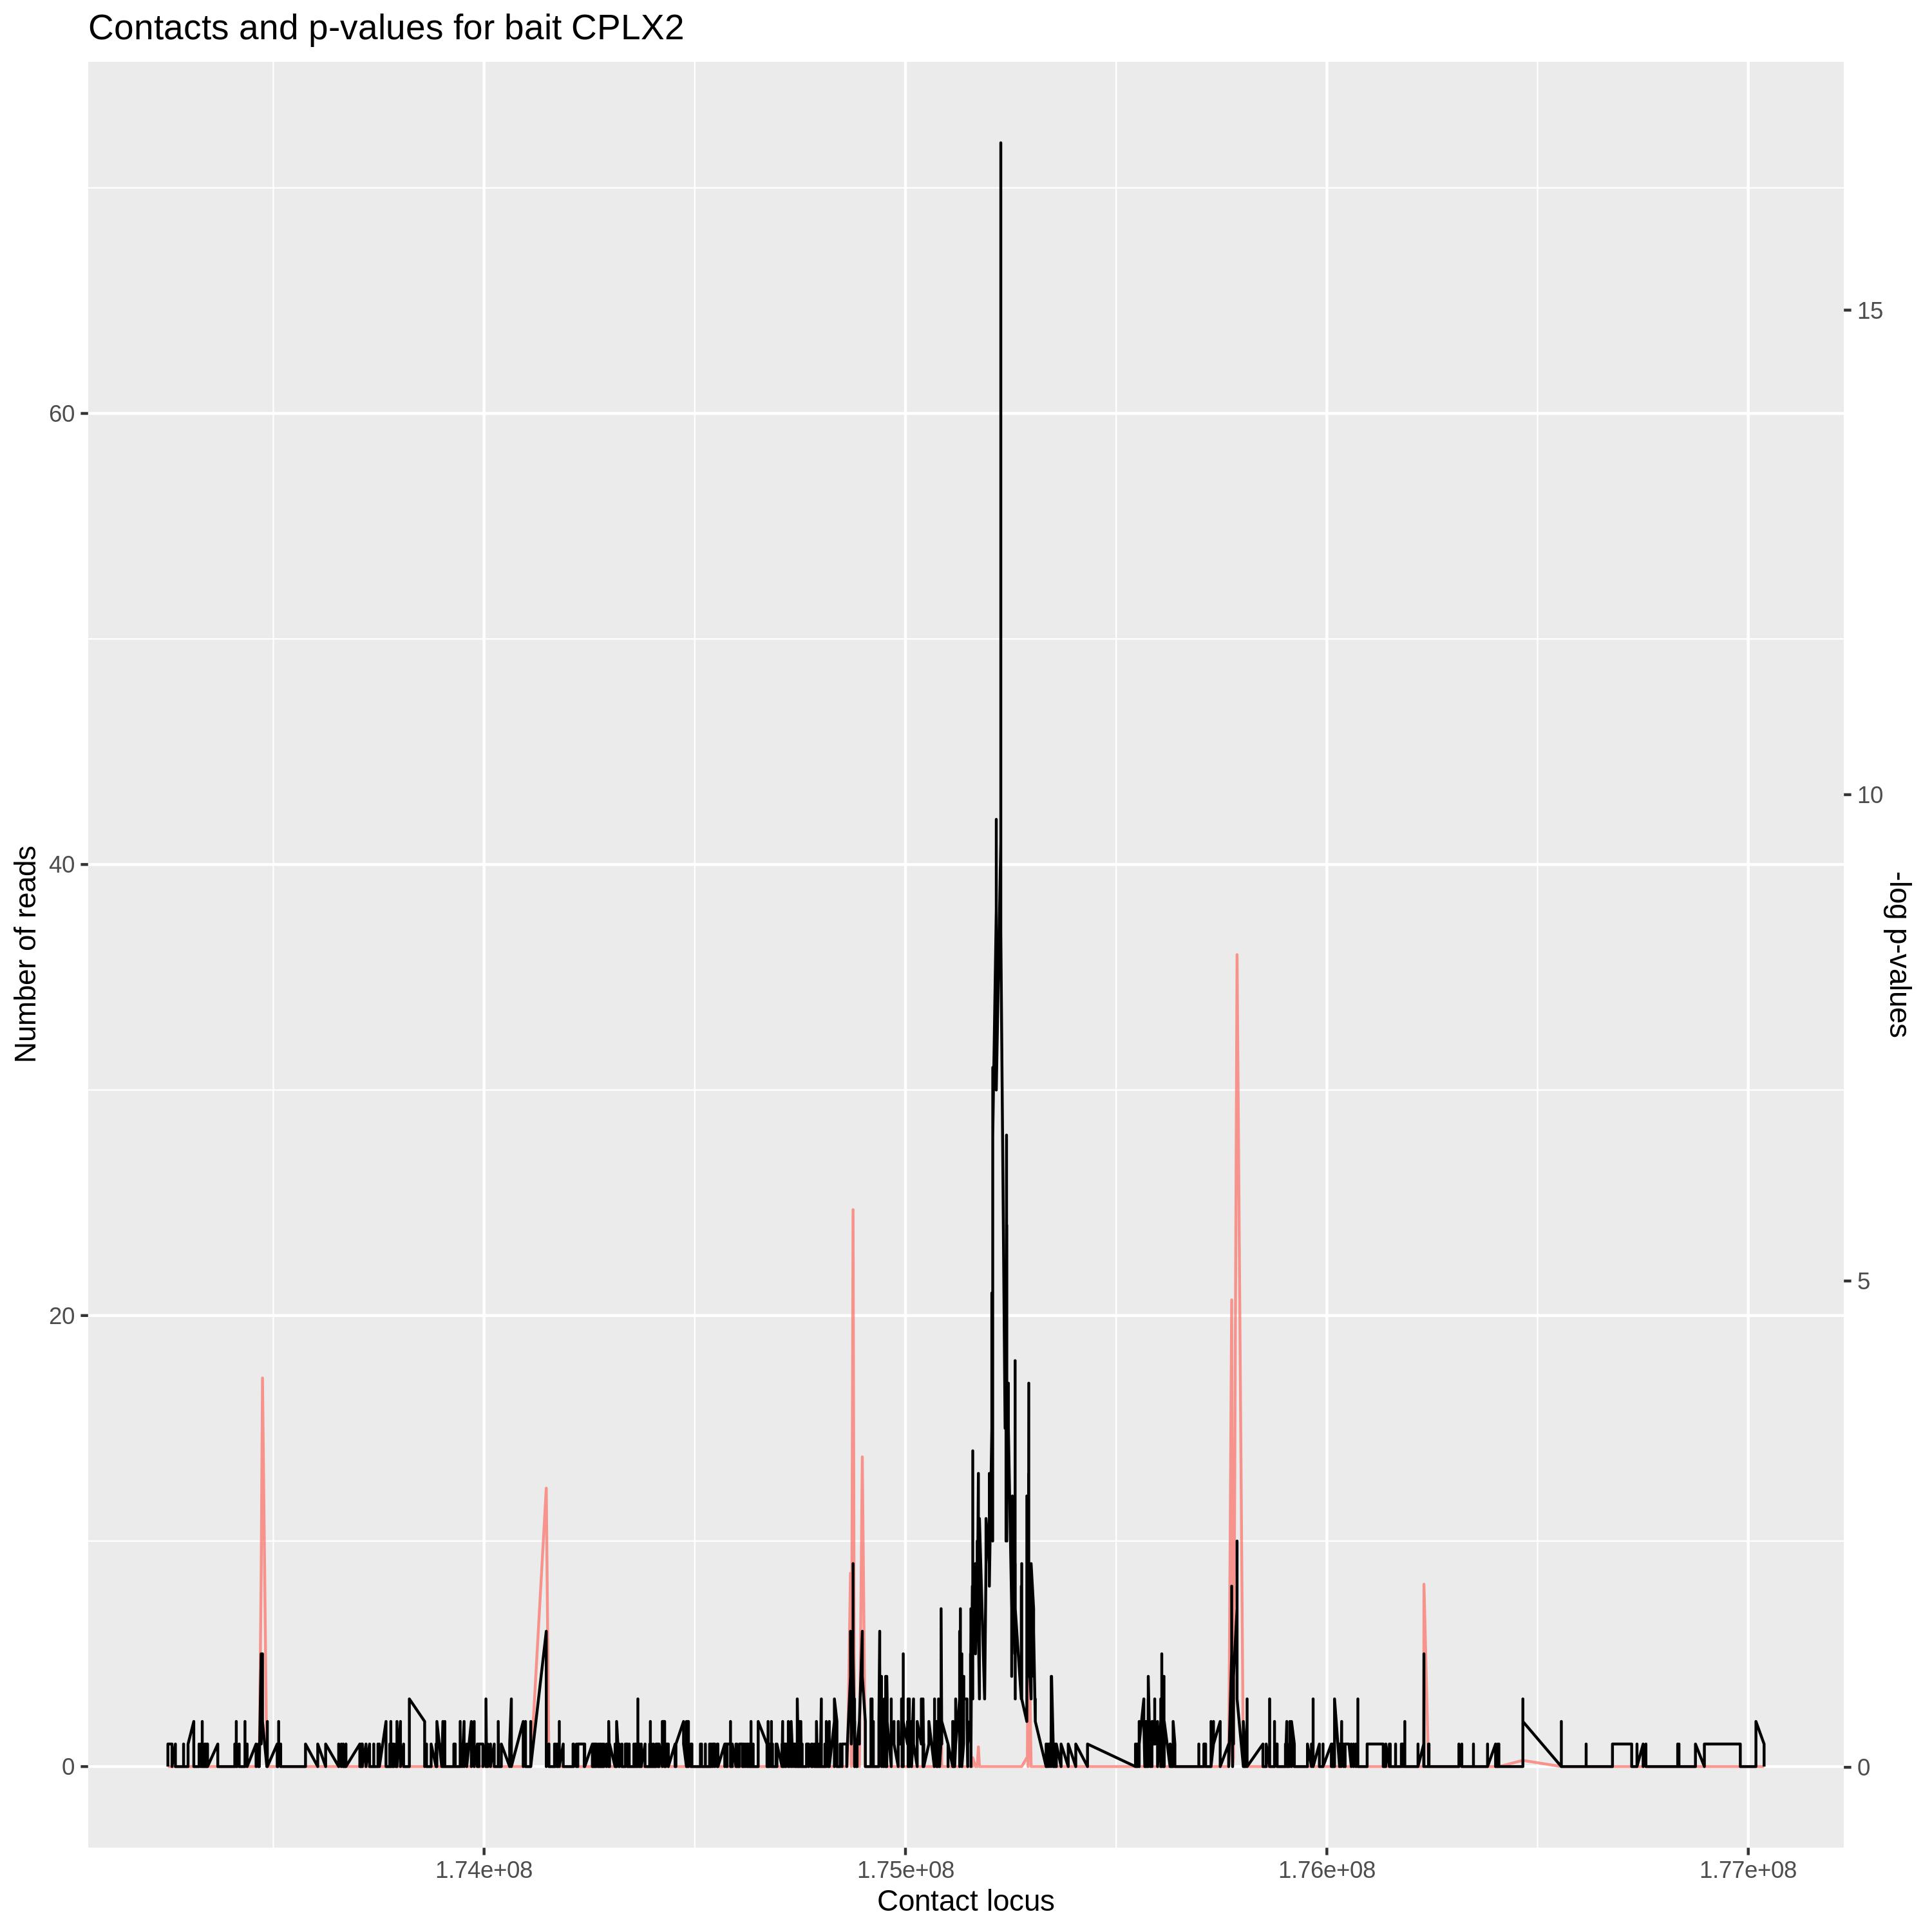 Contacts and p-values for bait CPLX2
Number of reads
60
40
20
0
15
10
5
0
-log p-values
1.74e+08
1.75e+08
1.76e+08
1.77e+08
Contact locus